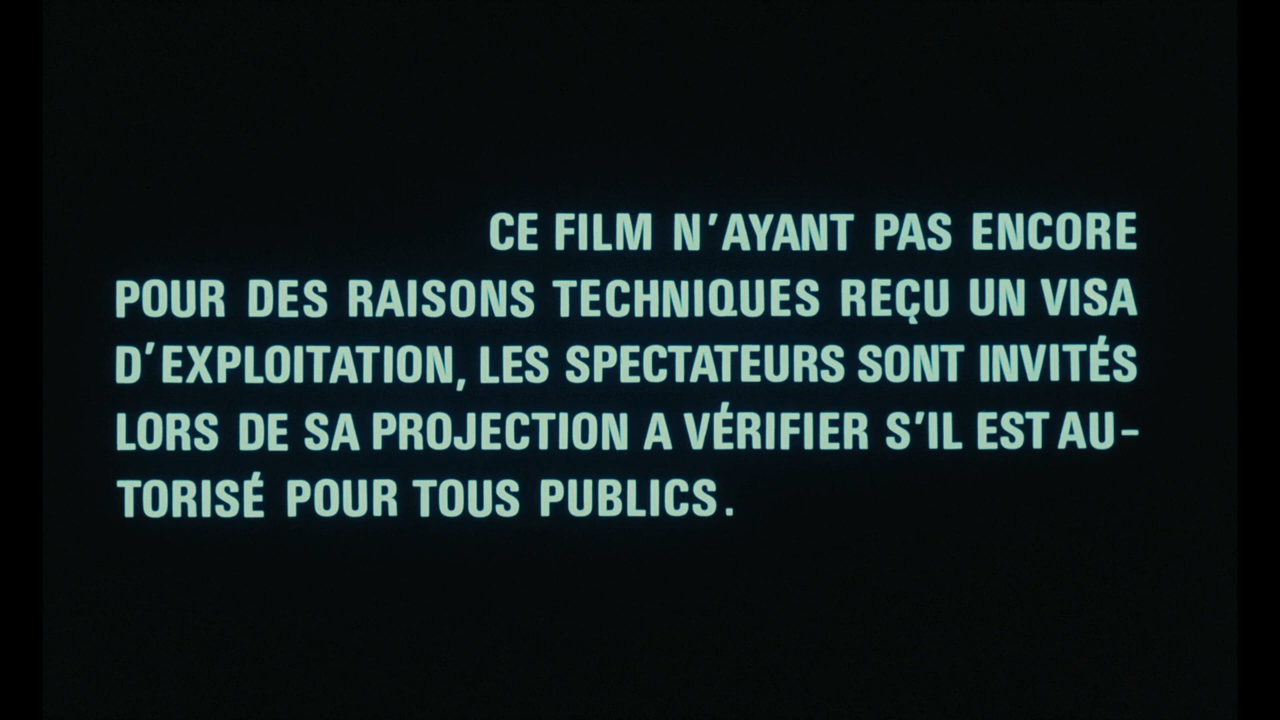 CE FILM N'AYANT PAS ENCORE
POUR DES RAISONS TECHNIQUES REÇU UN VISA
D'EXPLOITATION, LES SPECTATEURS SONT INVITÉS
LORS DE SA PROJECTION A VÉRIFIER S'IL EST AU-
TORISÉ POUR TOUS PUBLICS.